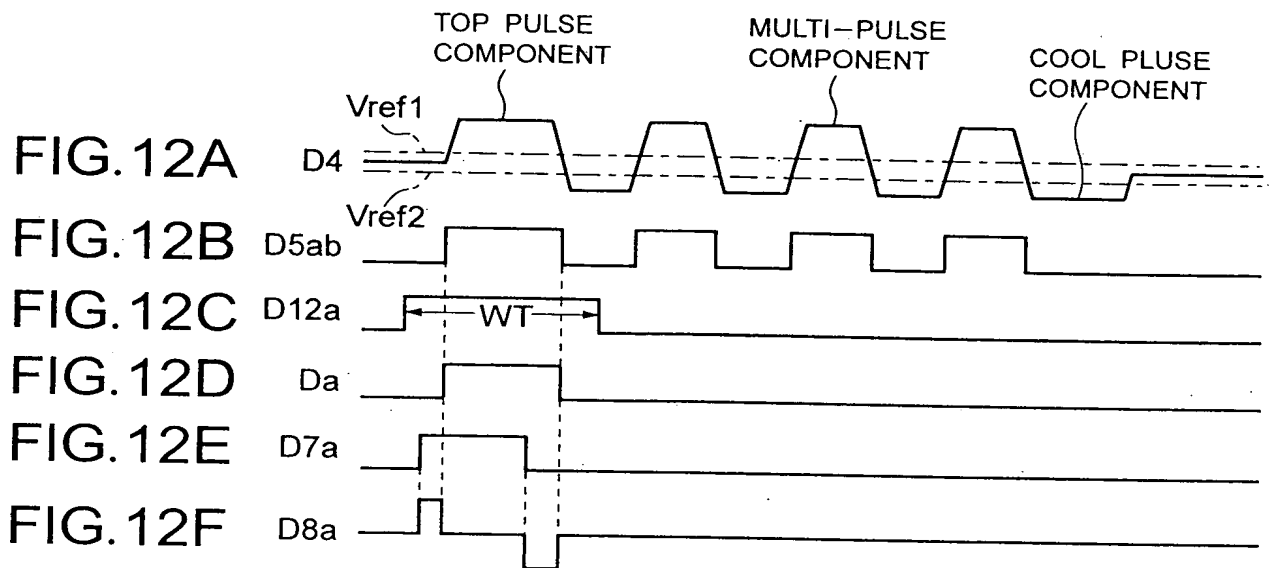 TOP PULSE
COMPONENT
MULTI-PULSE
COMPONENT
COOL PLUSE
COMPONENT
Vref1
FIG.12A D4
Vref2
FIG.12B D5ab
FIG.12C D12a WT
FIG.12D Da
FIG.12E D7a
FIG.12F D8a